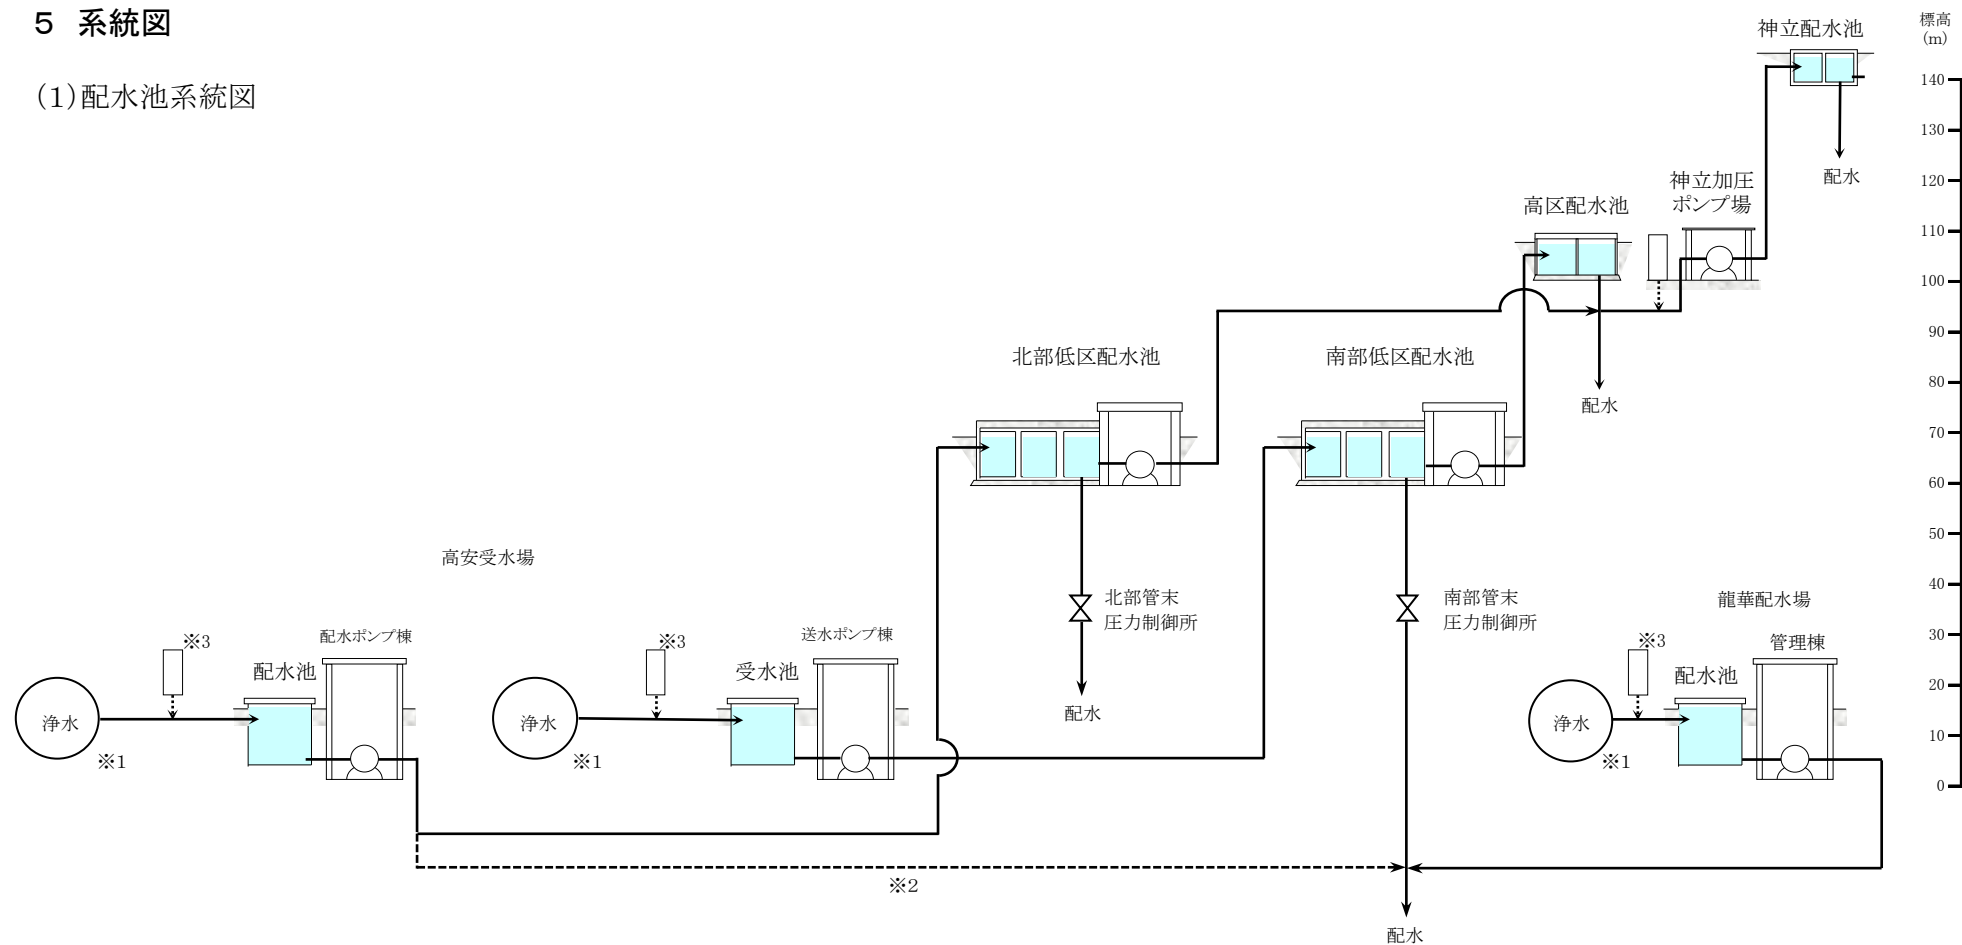 5 系統図
(1)配水池系統図
標高
(m)
神立配水池
140
130
120
110
100
90
80
70
60
50
40
30
20
10
0
配水
神立加圧
ポンプ場
高区配水池
配水
北部低区配水池
南部低区配水池
高安受水場
北部管末
圧力制御所
南部管末
圧力制御所
龍華配水場
※3
配水ポンプ棟
配水池
浄水
※1
※3
送水ポンプ棟
受水池
浄水
※1
配水
※3
管理棟
配水池
浄水
※1
※2
配水